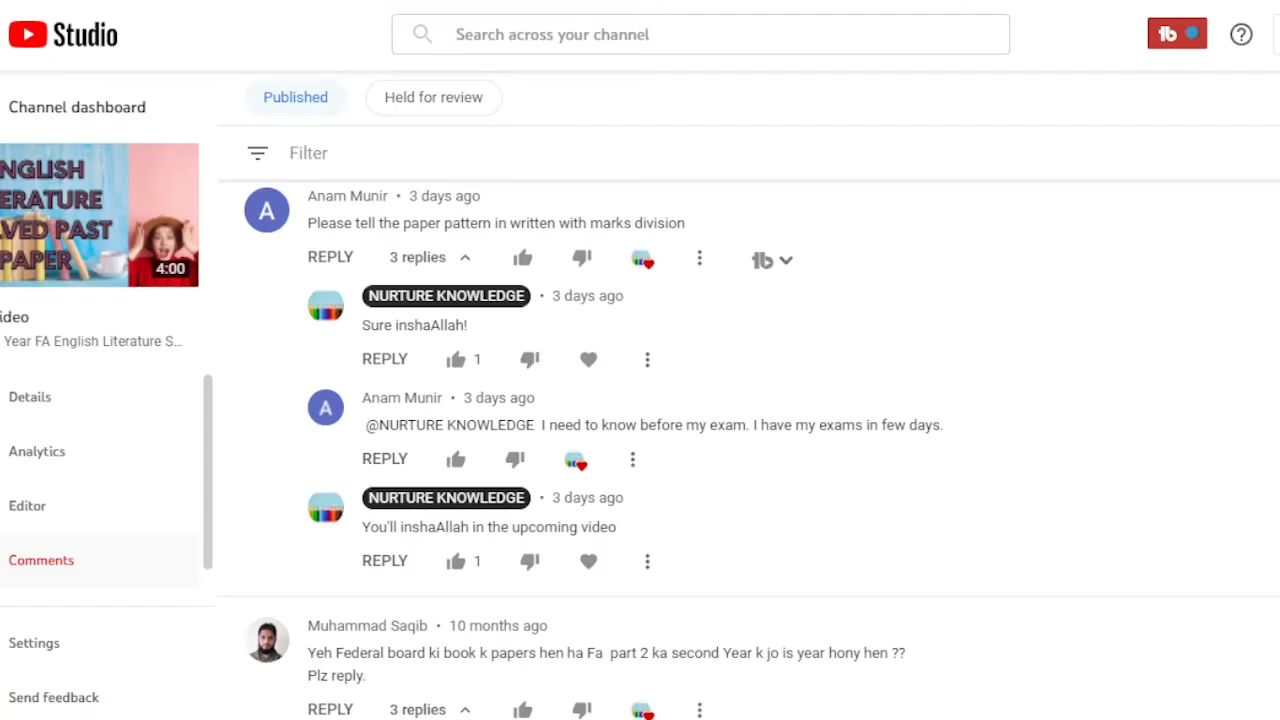 Studio
Search across your channel
Channel dashboard
Published
Held for review
Filter
NGLISH
ERATURE
VED PAST
PAPER
4:00
ideo
Year FA English Literature S...
Details
Analytics
Editor
Comments
Settings
Send feedback
Anam Munir • 3 days ago
Please tell the paper pattern in written with marks division
REPLY 3 replies
NURTURE KNOWLEDGE • 3 days ago
Sure inshaAllah!
REPLY 1
Anam Munir • 3 days ago
@NURTURE KNOWLEDGE I need to know before my exam. I have my exams in few days.
REPLY
NURTURE KNOWLEDGE • 3 days ago
You'll inshaAllah in the upcoming video
REPLY 1
Muhammad Saqib • 10 months ago
Yeh Federal board ki book k papers hen ha Fa part 2 ka second Year k jo is year hony hen ??
Plz reply.
REPLY 3 replies